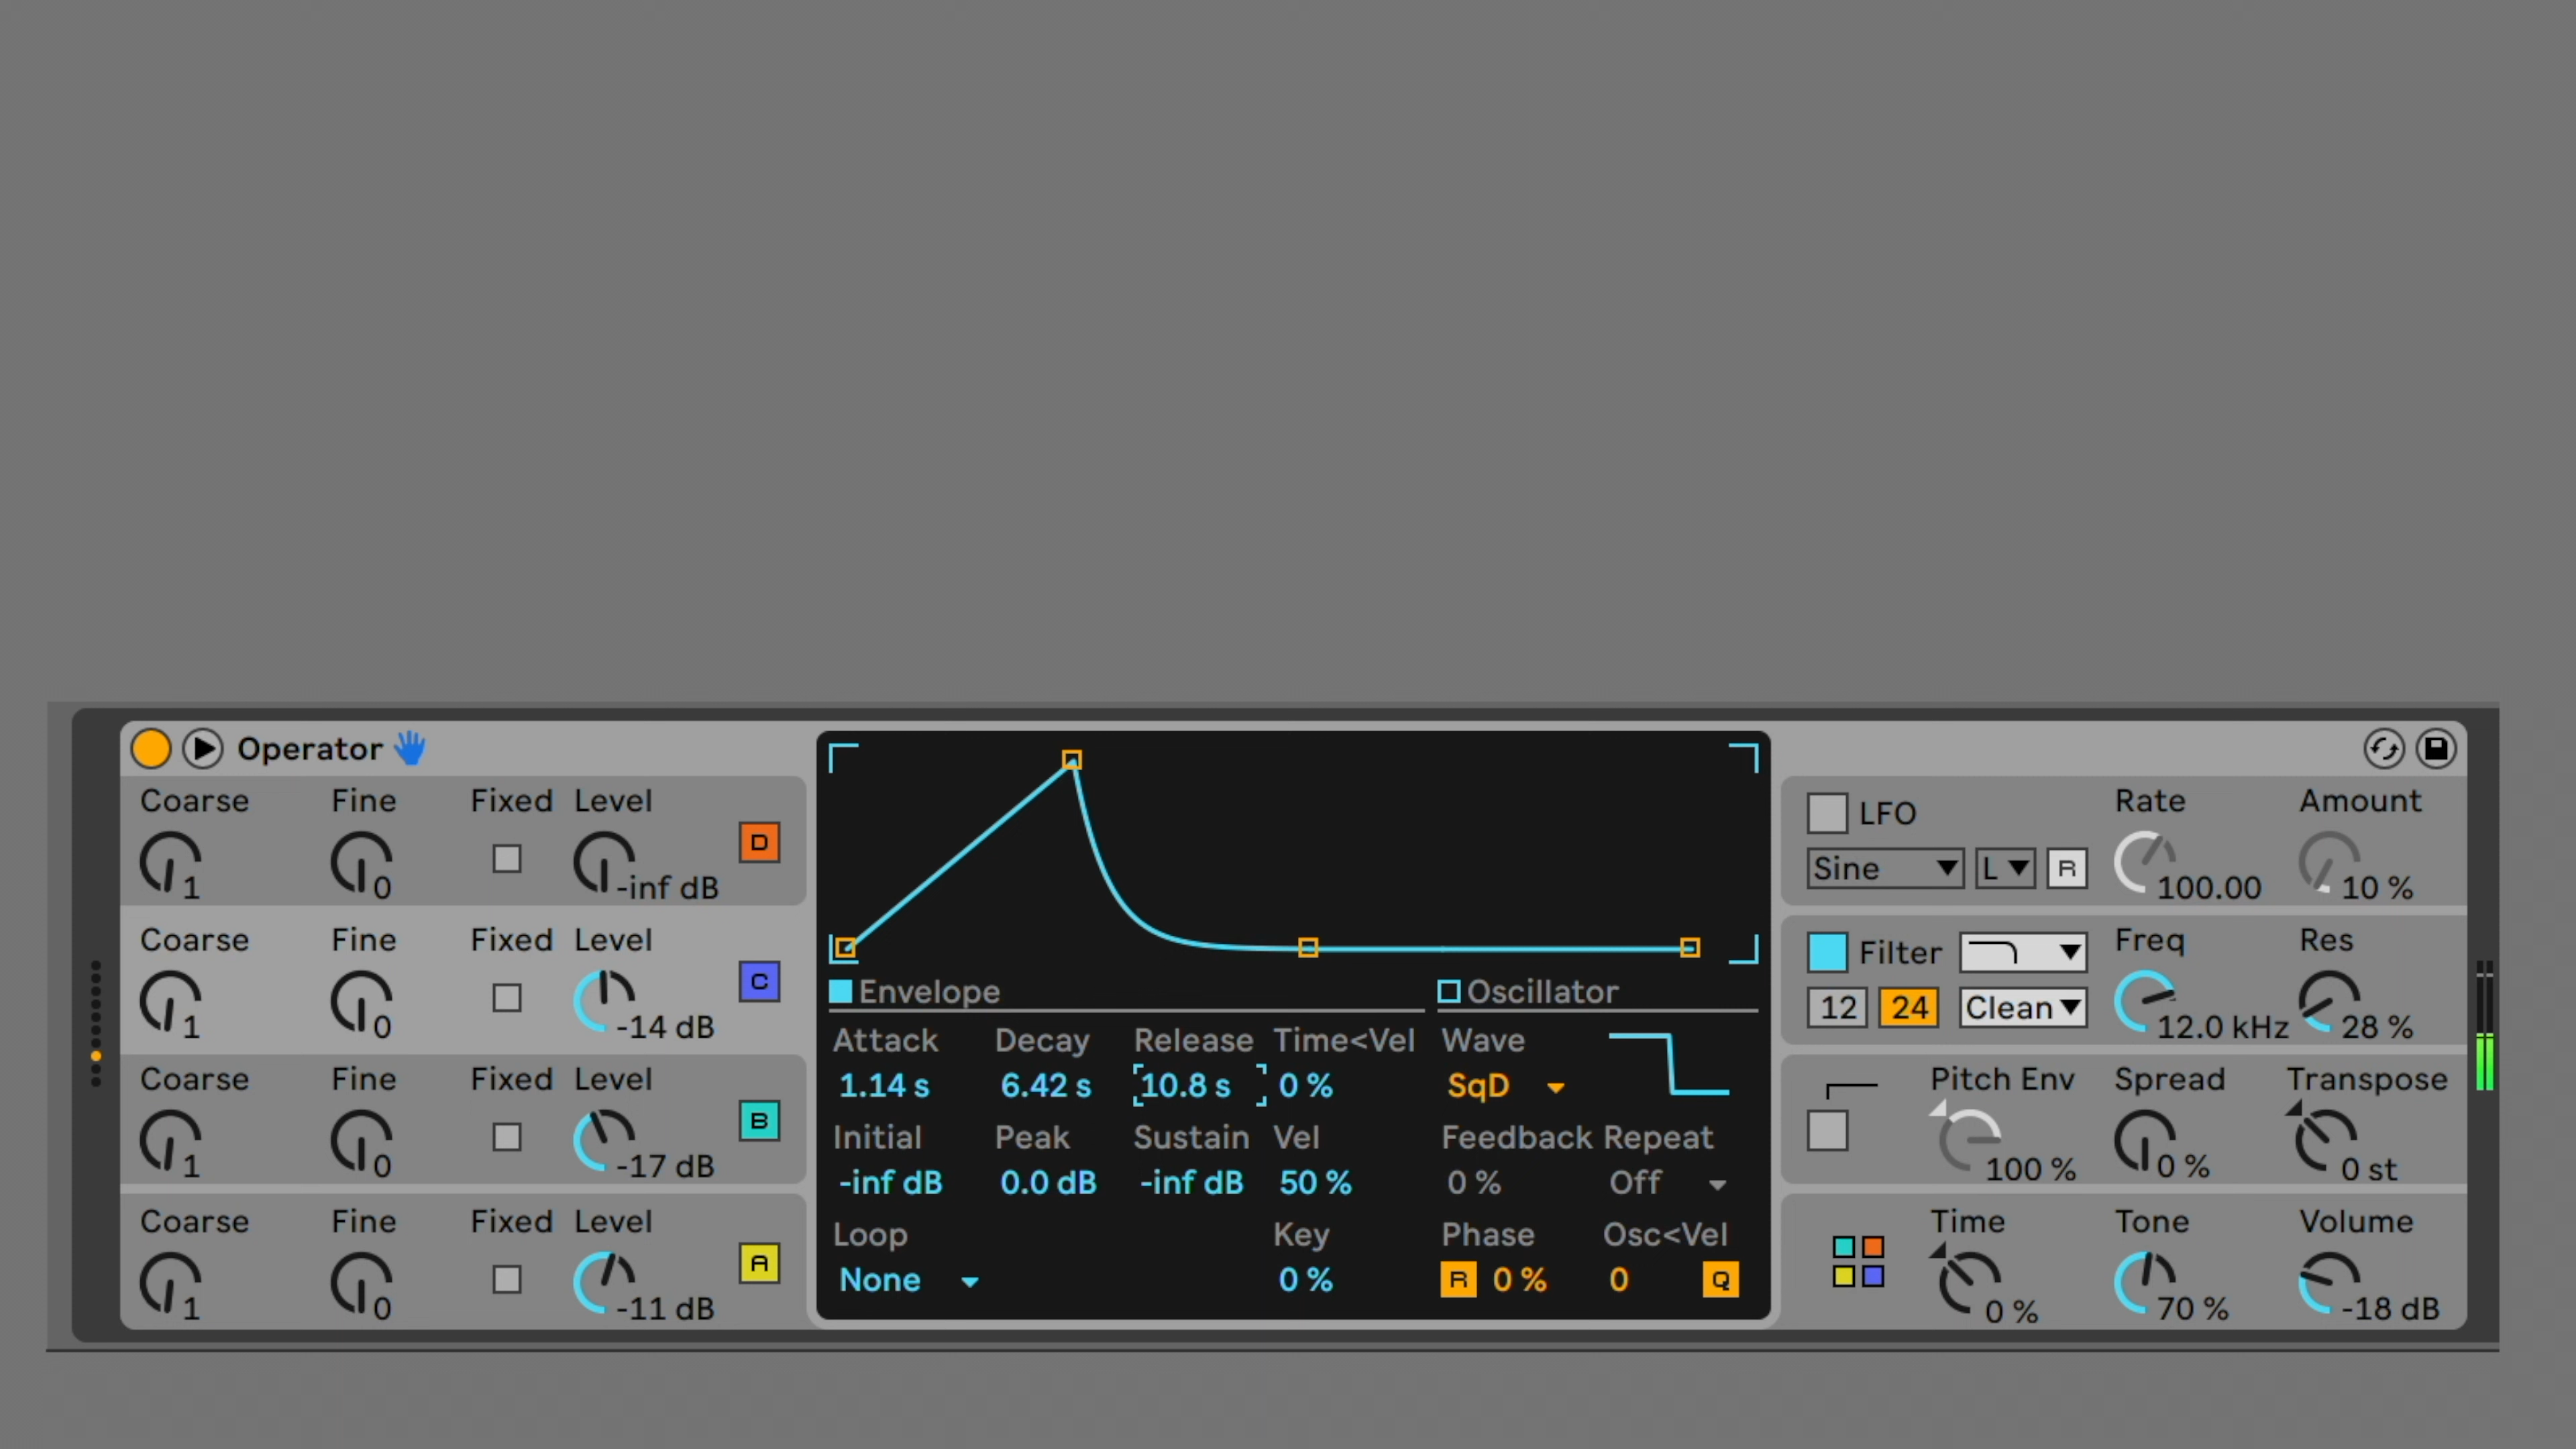 Operator
Coarse Fine Fixed Level
1 0 -inf dB D
Coarse Fine Fixed Level
1 0 -14 dB C
Coarse Fine Fixed Level
1 0 -17 dB B
Coarse Fine Fixed Level
1 0 -11 dB A
Envelope Oscillator
Attack Decay Release Time<Vel Wave
1.14 s 6.42 s 10.8 s 0 % SqD
Initial Peak Sustain Vel Feedback Repeat
-inf dB 0.0 dB -inf dB 50 % 0 % Off
Loop Key Phase Osc<Vel
None 0 % R 0 % 0 Q
LFO Rate Amount
Sine L R 100.00 10 %
Filter Freq Res
12 24 Clean 12.0 kHz 28 %
Pitch Env Spread Transpose
100 % 0 % 0 st
Time Tone Volume
0 % 70 % -18 dB